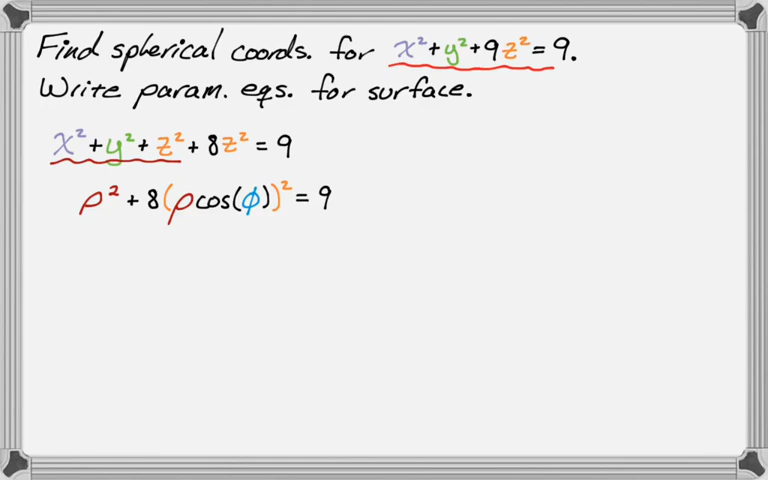 Find spherical coords. for x²+y²+9z²=9.
Write param. eqs. for surface.
x²+y²+z²+8z²=9
ρ²+8(ρcos(ϕ))²=9